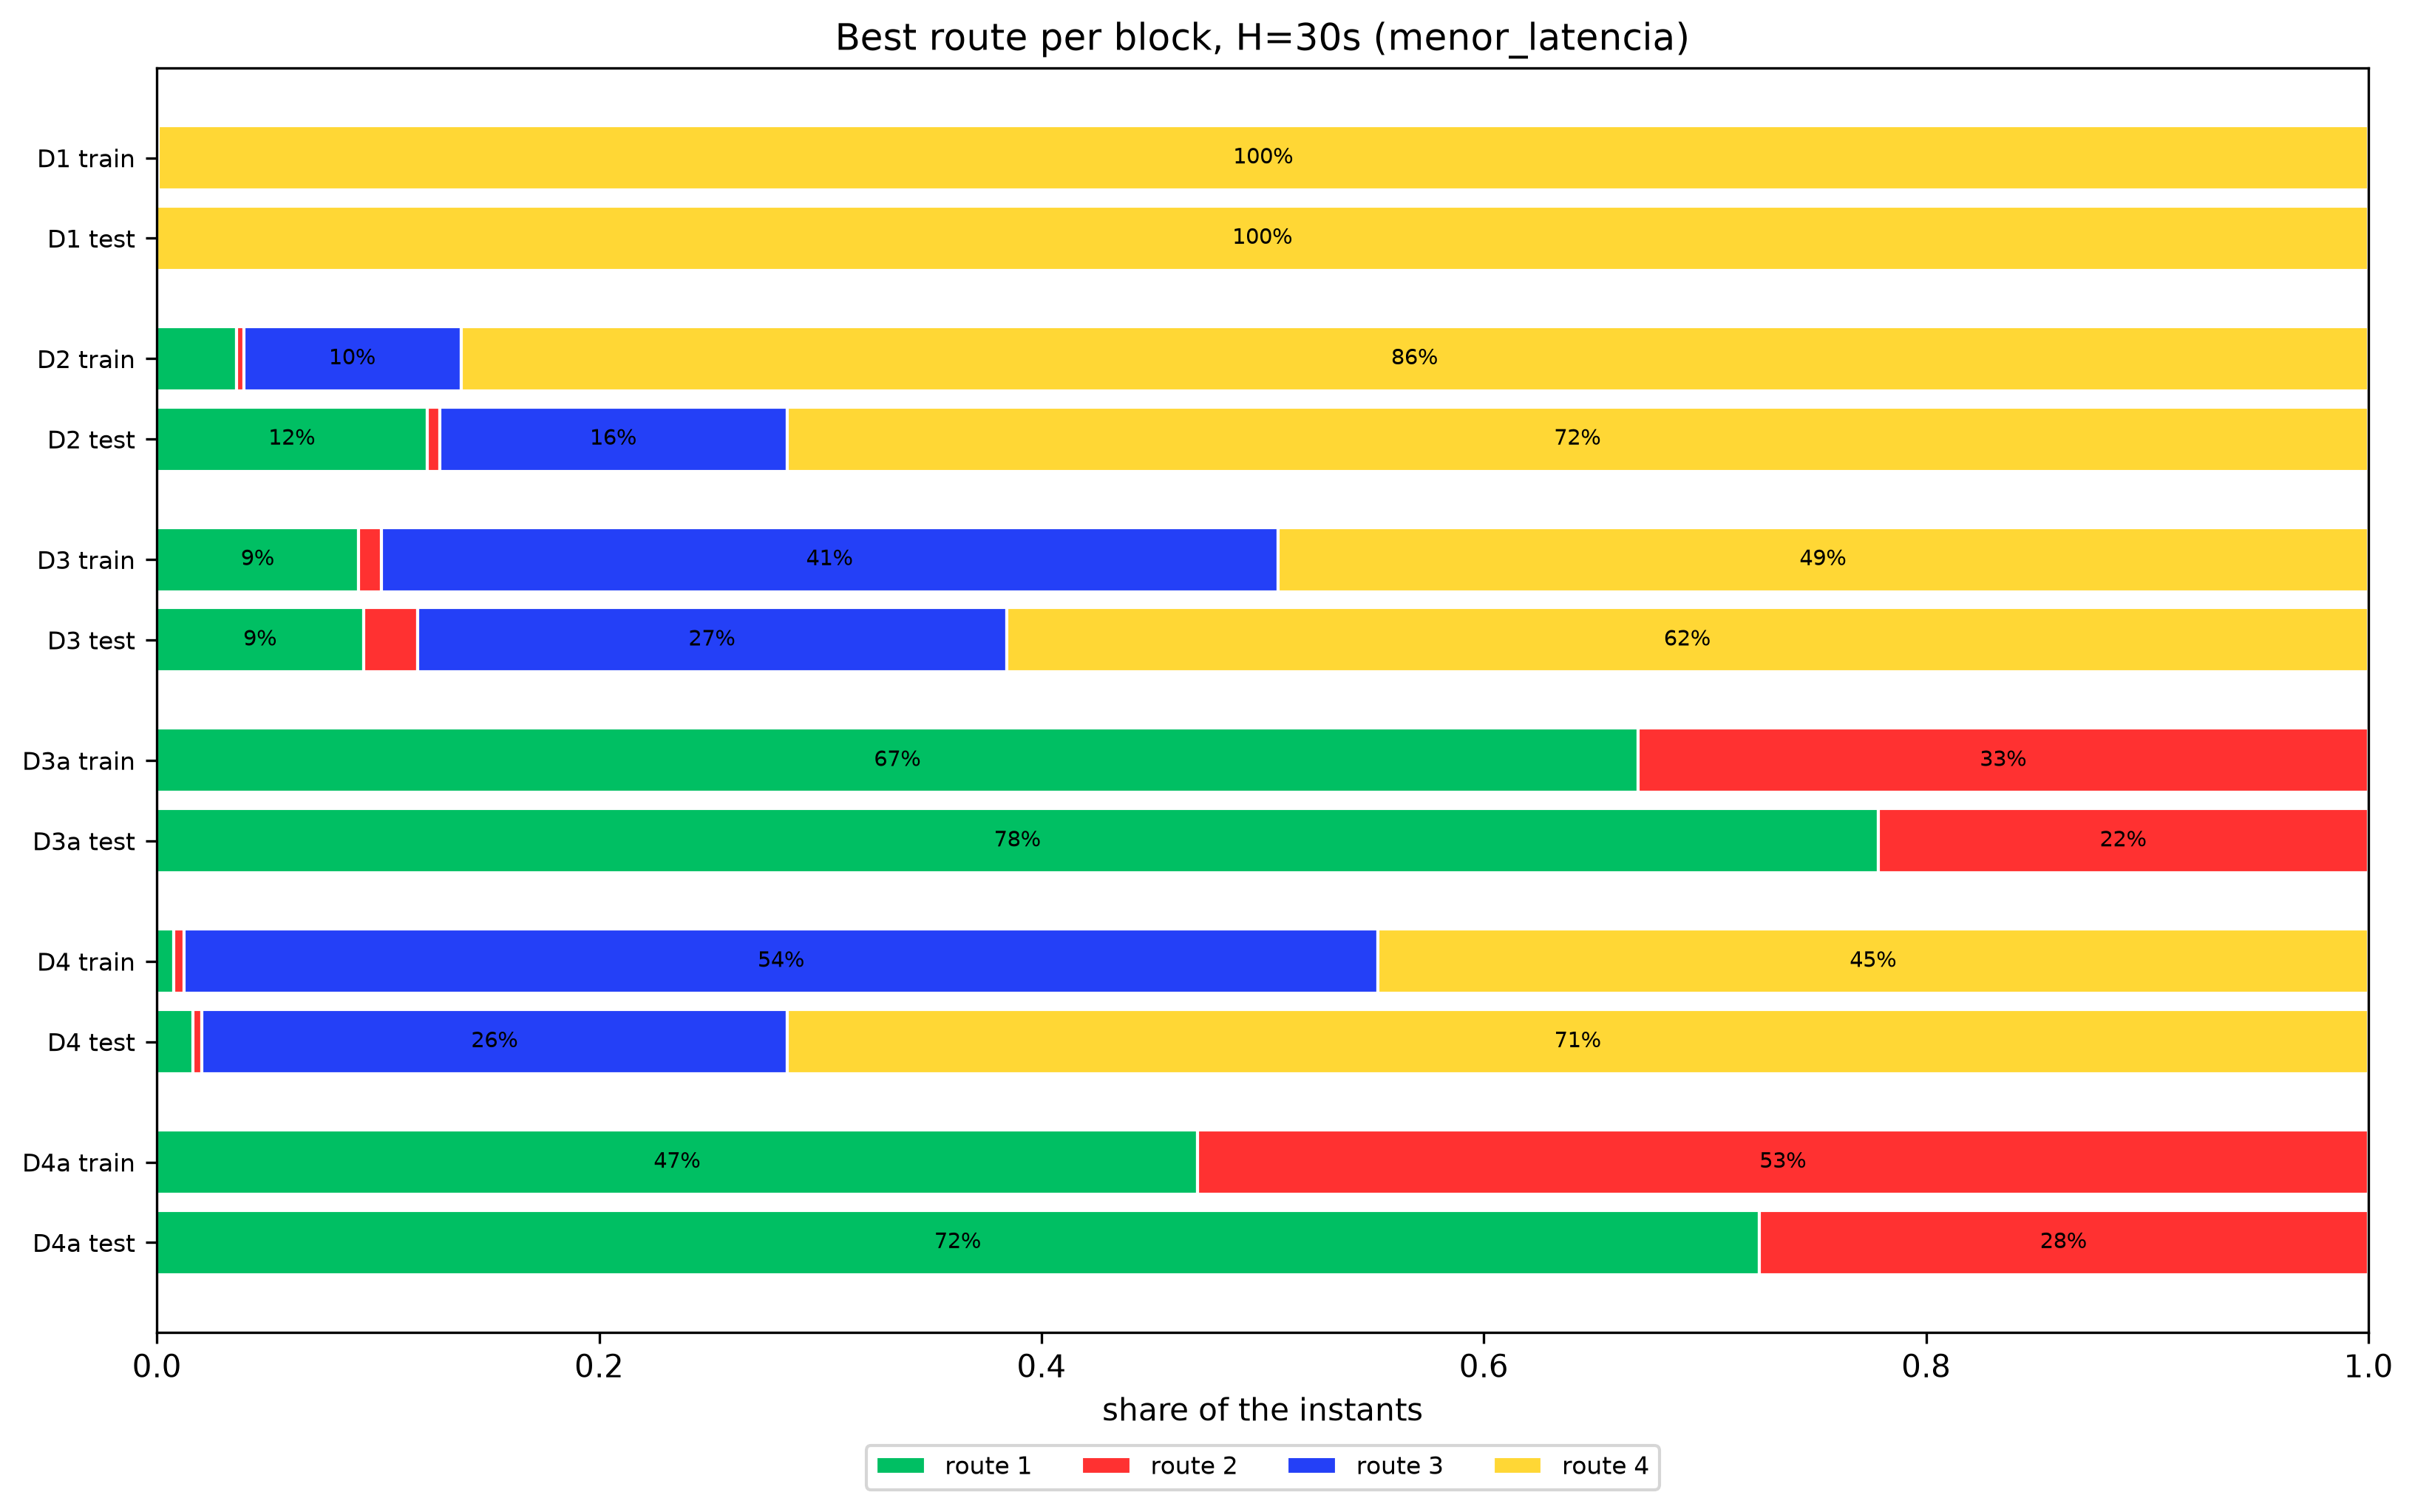 Best route per block, H=30s (menor_latencia)
D1 train 100%
D1 test 100%
D2 train 10% 86%
D2 test 12% 16% 72%
D3 train 9% 41% 49%
D3 test 9% 27% 62%
D3a train 67% 33%
D3a test 78% 22%
D4 train 54% 45%
D4 test 26% 71%
D4a train 47% 53%
D4a test 72% 28%
0.0 0.2 0.4 0.6 0.8 1.0
share of the instants
route 1 route 2 route 3 route 4